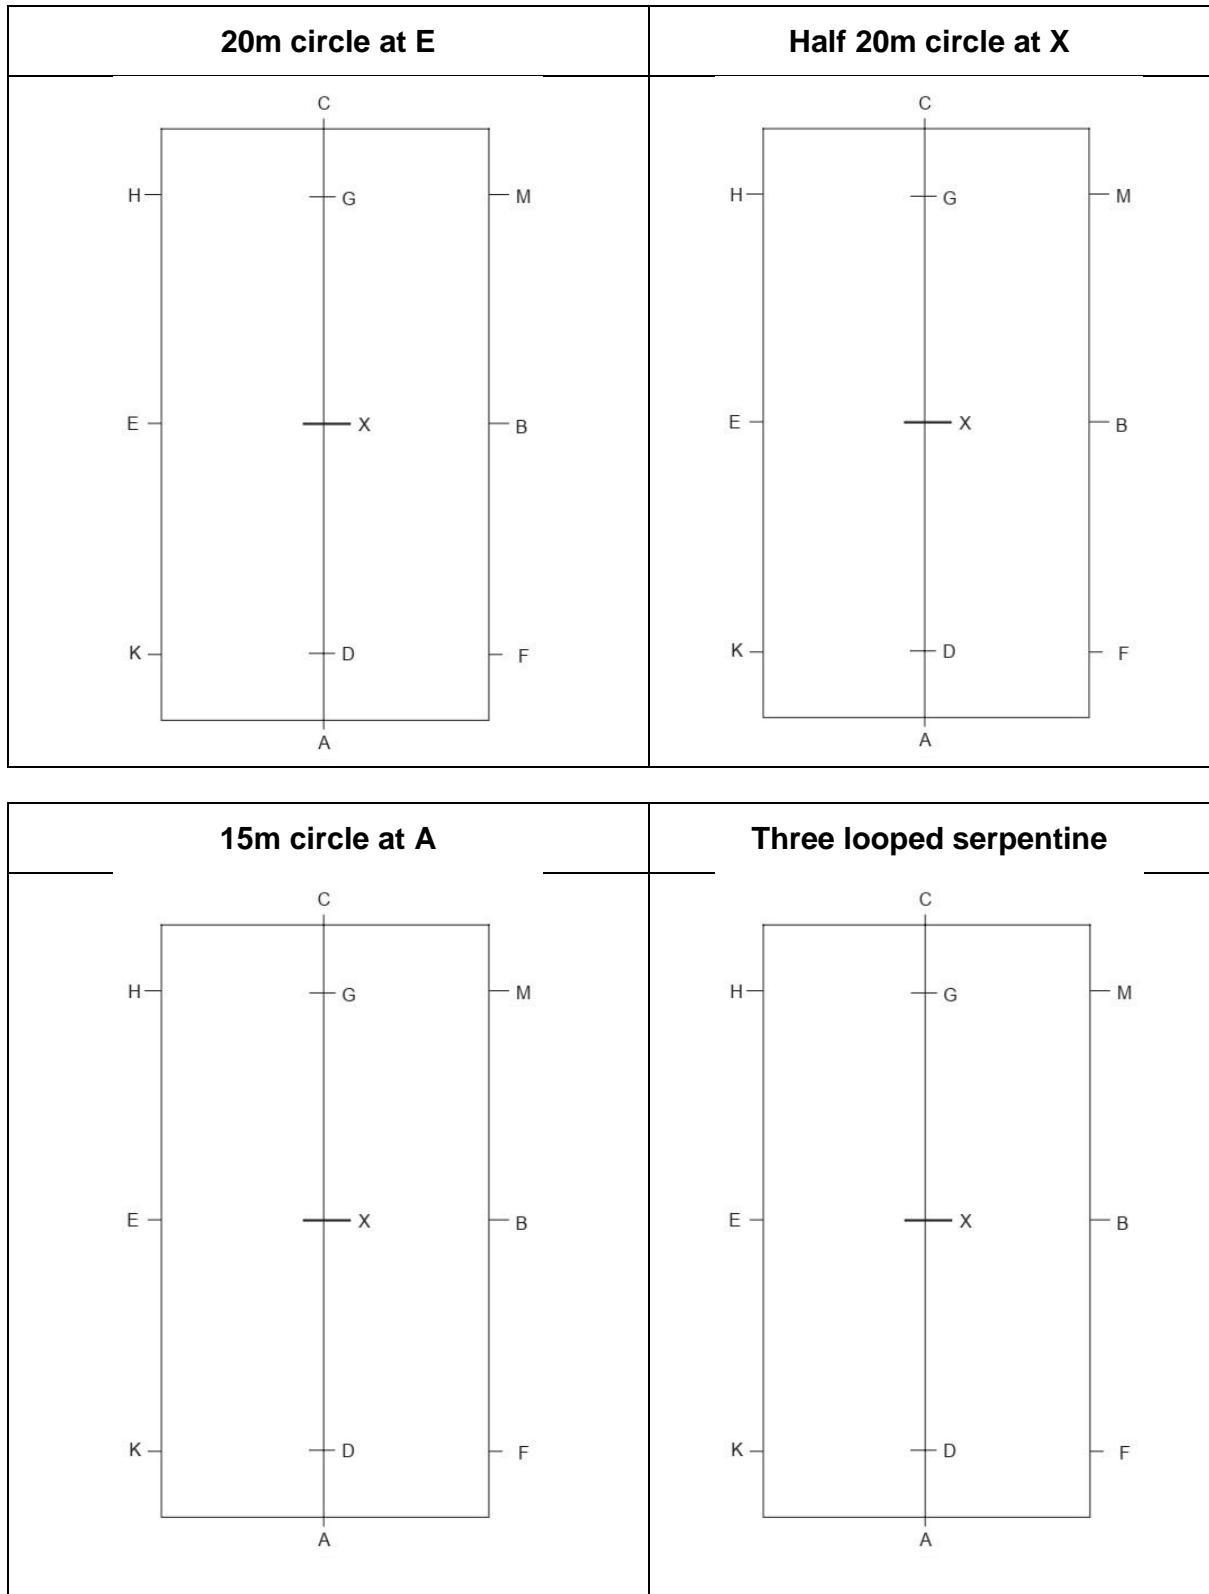 20m circle at E
Half 20m circle at X
C
H
G
M
E
X
B
K
D
F
A
C
H
G
M
E
X
B
K
D
F
A
15m circle at A
Three looped serpentine
C
H
G
M
E
X
B
K
D
F
A
C
H
G
M
E
X
B
K
D
F
A